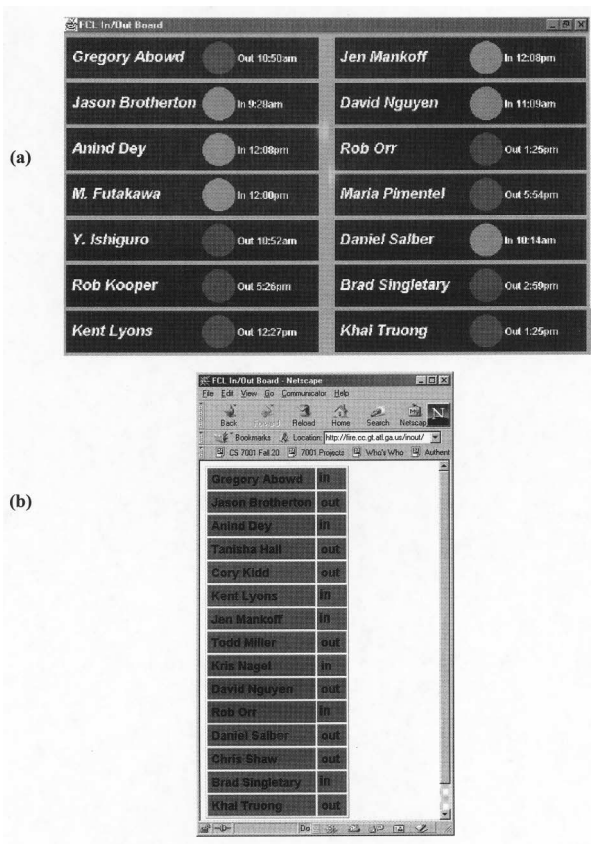 FCL In/Out Board
Gregory Abowd Out 10:50am
Jen Mankoff In 12:08pm
Jason Brotherton In 9:28am
David Nguyen In 11:09am
(a)
Anind Dey In 12:08pm
Rob Orr Out 1:25pm
M. Futakawa In 12:00pm
Maria Pimentel Out 5:54pm
Y. Ishiguro Out 10:52am
Daniel Salber In 10:14am
Rob Kooper Out 5:26pm
Brad Singletary Out 2:59pm
Kent Lyons Out 12:27pm
Khai Truong Out 1:25pm
FCL In/Out Board - Netscape
File Edit View Go Communicator Help
Back Forward Reload Home Search Netscap N
Bookmarks Location: http://fire.cc.gt.atl.ga.us/inout/
CS 7001 Fall 20 7001 Projects Who's Who Authent
Gregory Abowd in
(b)
Jason Brotherton out
Anind Dey in
Tanisha Hall out
Cory Kidd out
Kent Lyons in
Jen Mankoff in
Todd Miller out
Kris Nagel in
David Nguyen out
Rob Orr in
Daniel Salber out
Chris Shaw out
Brad Singletary in
Khai Truong out
Do